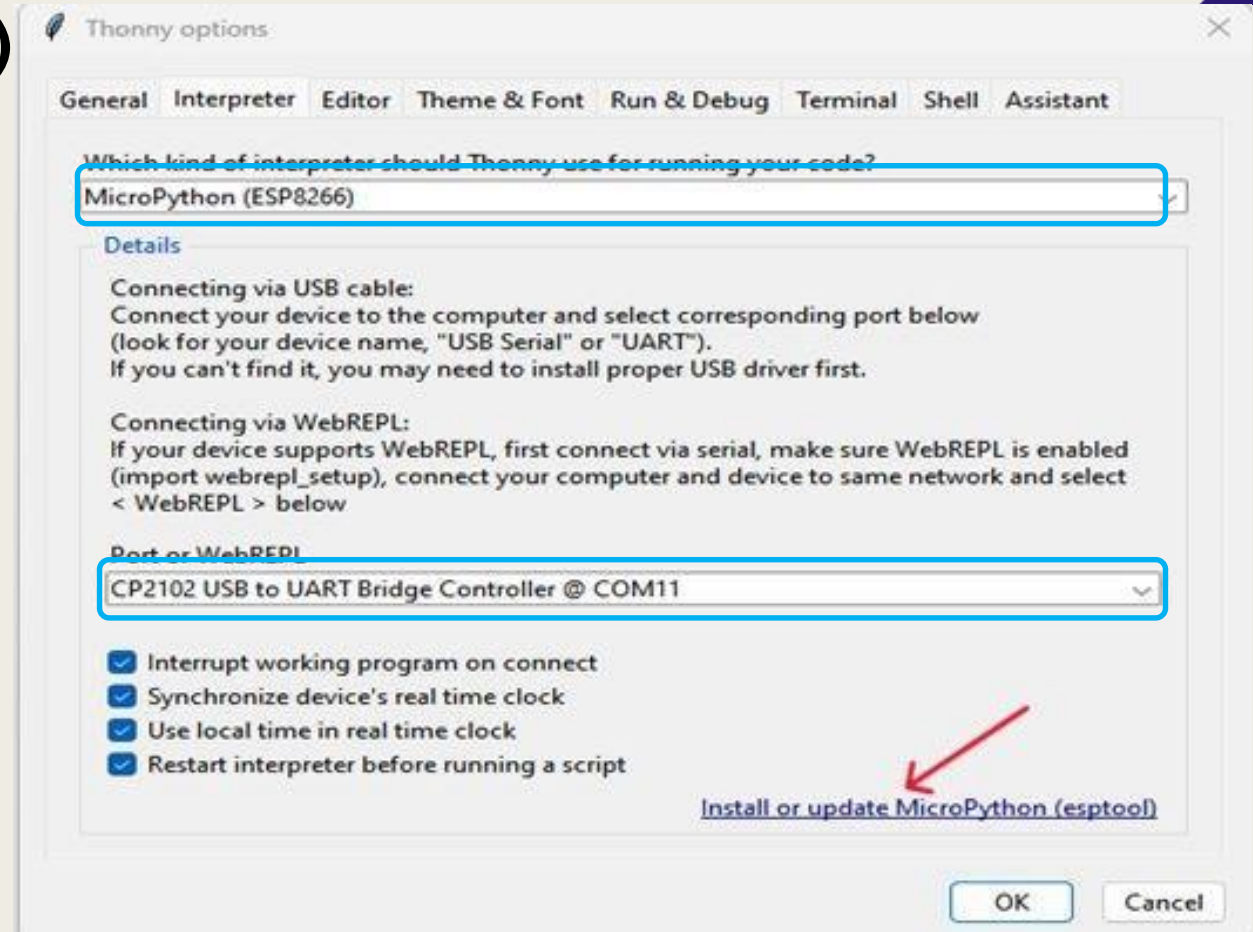 Thonny options
General Interpreter Editor Theme & Font Run & Debug Terminal Shell Assistant
Which kind of interpreter should Thonny use for running your code?
MicroPython (ESP8266)
Details
Connecting via USB cable:
Connect your device to the computer and select corresponding port below
(look for your device name, "USB Serial" or "UART").
If you can't find it, you may need to install proper USB driver first.
Connecting via WebREPL:
If your device supports WebREPL, first connect via serial, make sure WebREPL is enabled
(import webrepl_setup), connect your computer and device to same network and select
< WebREPL > below
Port or WebREPL
CP2102 USB to UART Bridge Controller @ COM11
Interrupt working program on connect
Synchronize device's real time clock
Use local time in real time clock
Restart interpreter before running a script
Install or update MicroPython (esptool)
OK Cancel